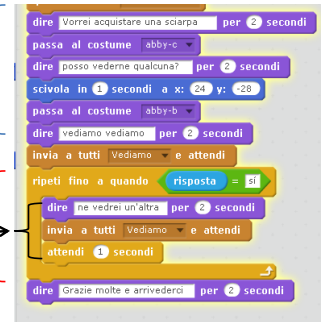 dire Vorrei acquistare una sciarpa per 2 secondi
passa al costume abby-c
dire posso vederne qualcuna? per 2 secondi
scivola in 1 secondi a x: 24 y: -28
passa al costume abby-b
dire vediamo vediamo per 2 secondi
invia a tutti Vediamo e attendi
ripeti fino a quando risposta = sí
dire ne vedrei un'altra per 2 secondi
invia a tutti Vediamo e attendi
attendi 1 secondi
dire Grazie molte e arrivederci per 2 secondi